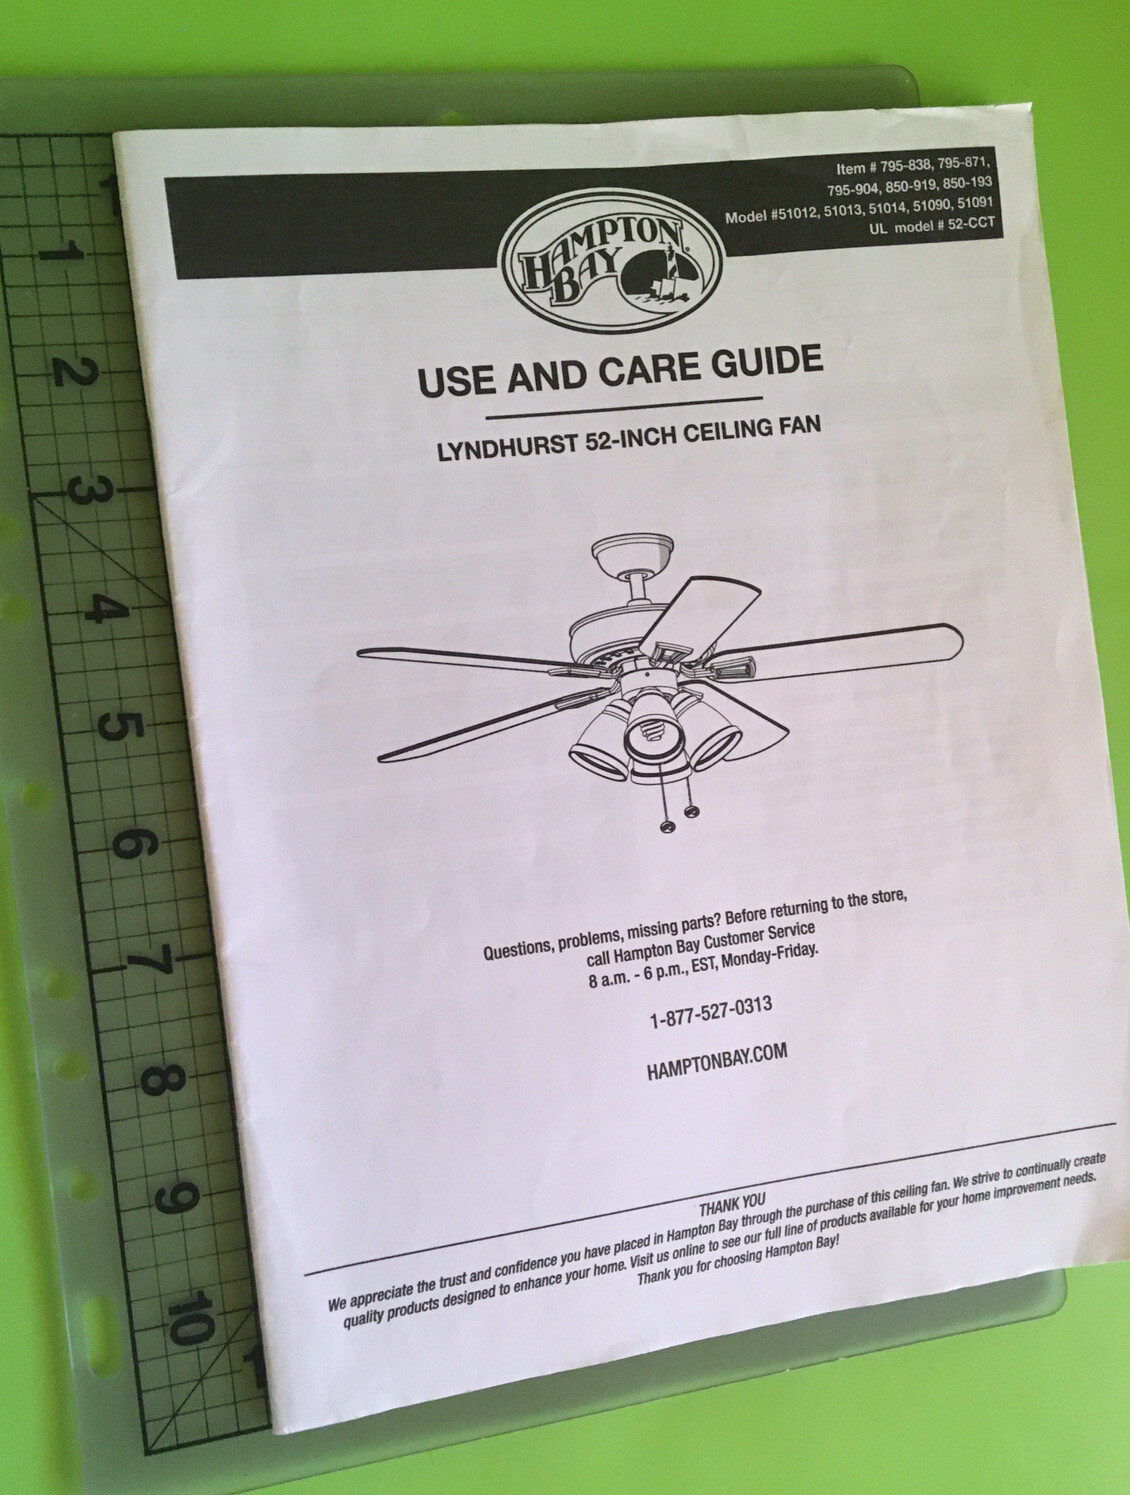 Item # 795-838, 795-871,
795-904, 850-919, 850-193
Model #51012, 51013, 51014, 51090, 51091
UL model # 52-CCT
HAMPTON
BAY
USE AND CARE GUIDE
LYNDHURST 52-INCH CEILING FAN
Questions, problems, missing parts? Before returning to the store,
call Hampton Bay Customer Service
8 a.m. - 6 p.m., EST, Monday-Friday.
1-877-527-0313
HAMPTONBAY.COM
THANK YOU
We appreciate the trust and confidence you have placed in Hampton Bay through the purchase of this ceiling fan. We strive to continually create
quality products designed to enhance your home. Visit us online to see our full line of products available for your home improvement needs.
Thank you for choosing Hampton Bay!
1
2
3
4
5
6
7
8
9
10